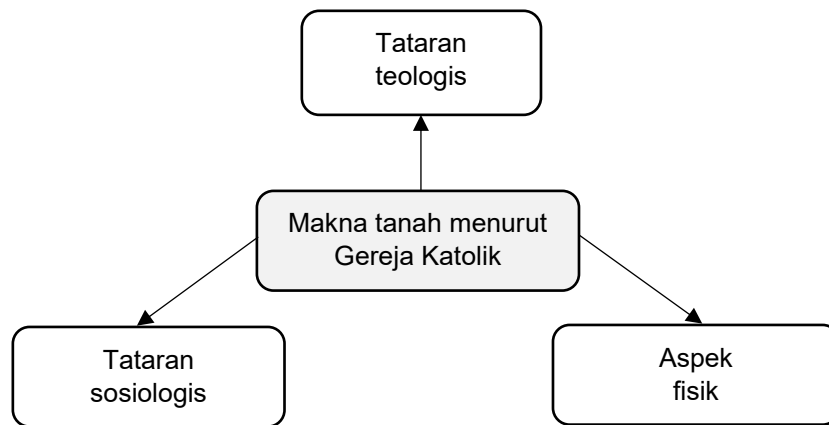 Tataran
teologis
Makna tanah menurut
Gereja Katolik
Tataran
sosiologis
Aspek
fisik